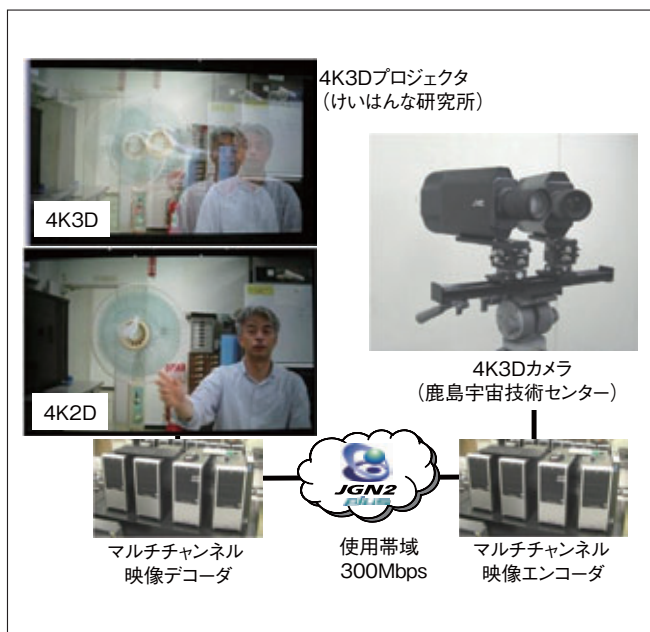 4K3Dプロジェクタ
(けいはんな研究所)
4K3D
4K2D
4K3Dカメラ
(鹿島宇宙技術センター)
JGN2
plus
マルチチャンネル
映像デコーダ
使用帯域
300Mbps
マルチチャンネル
映像エンコーダ